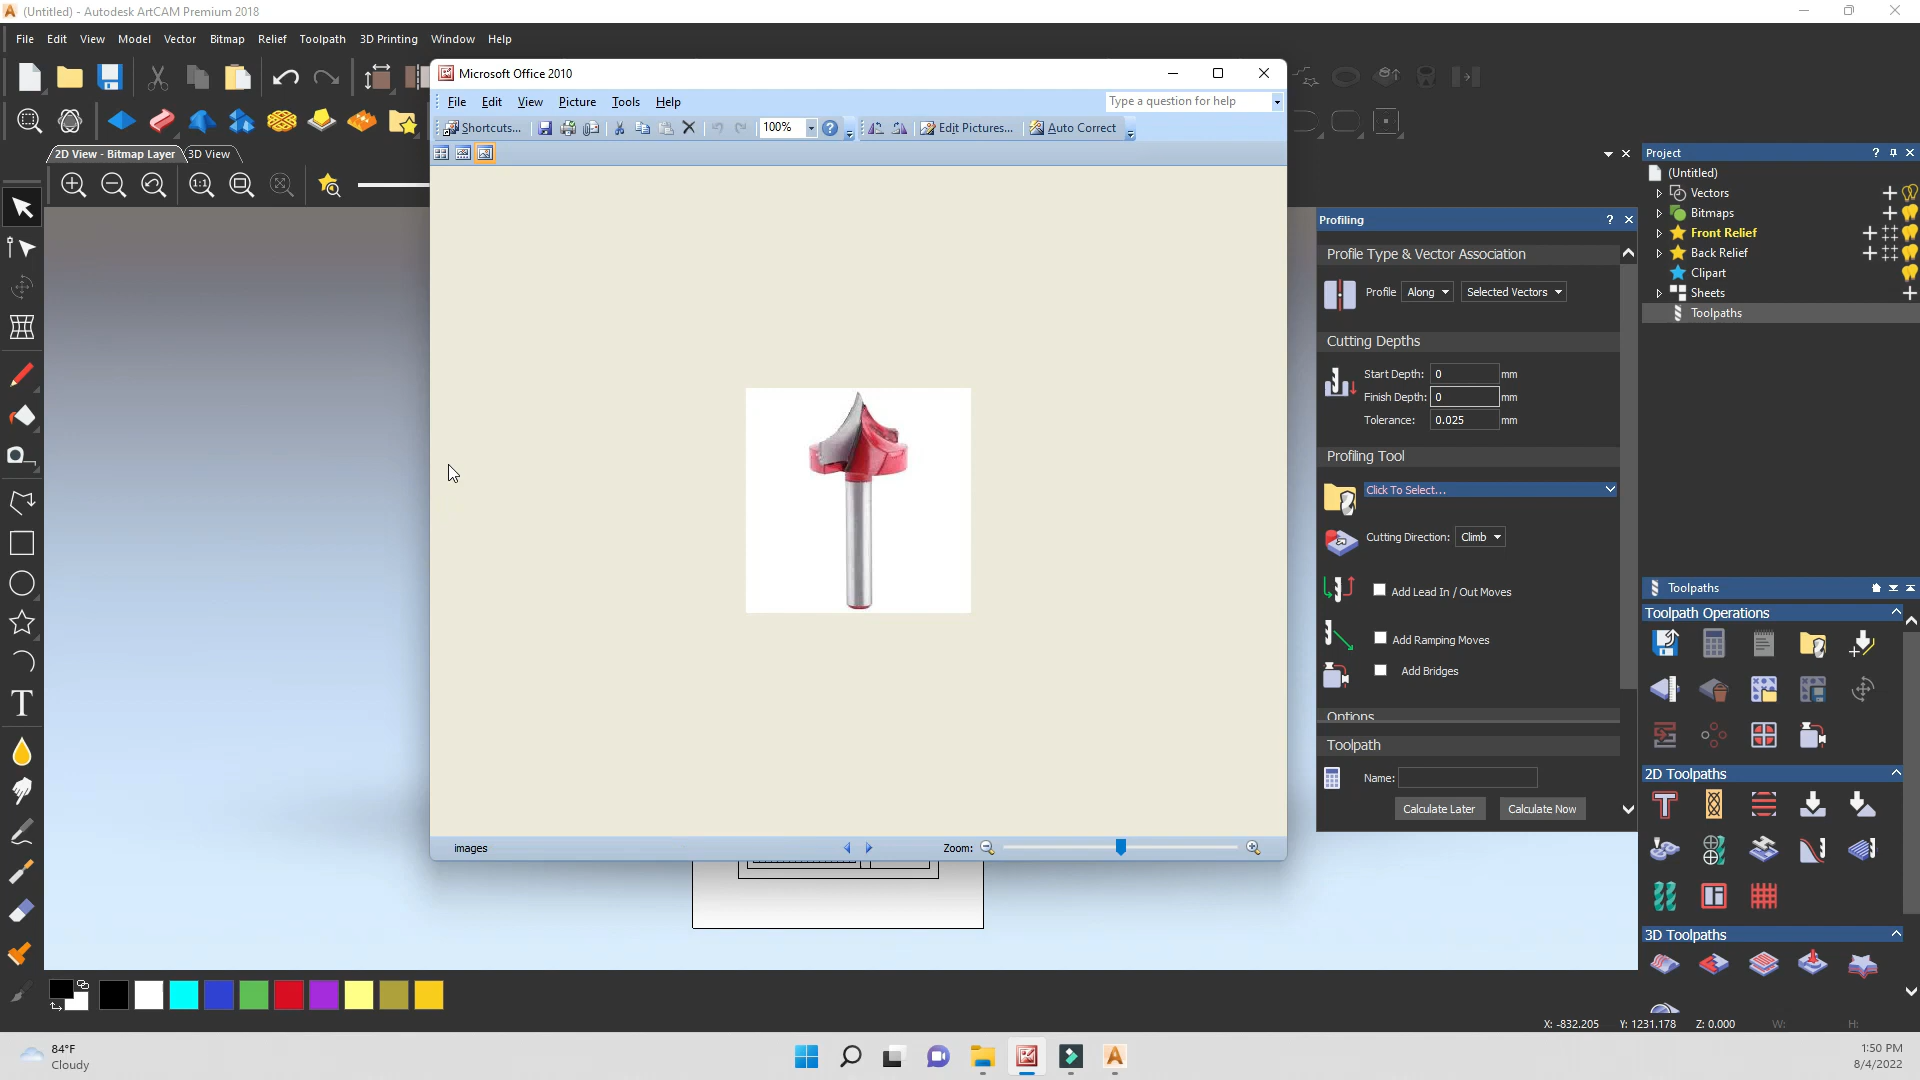 (Untitled) - Autodesk ArtCAM Premium 2018
File Edit View Model Vector Bitmap Relief Toolpath 3D Printing Window Help
Microsoft Office 2010
File Edit View Picture Tools Help
Type a question for help
Shortcuts... 100% Edit Pictures... Auto Correct
2D View - Bitmap Layer 3D View
1:1
Profiling ?
Profile Type & Vector Association
Profile Along Selected Vectors
Cutting Depths
Start Depth: 0 mm
Finish Depth: 0 mm
Tolerance: 0.025 mm
Profiling Tool
Click To Select...
Cutting Direction: Climb
Add Lead In / Out Moves
Add Ramping Moves
Add Bridges
Options
Toolpath
Name:
Calculate Later Calculate Now
Project ?
(Untitled)
Vectors
Bitmaps
Front Relief
Back Relief
Clipart
Sheets
Toolpaths
Toolpaths
Toolpath Operations
2D Toolpaths
3D Toolpaths
images Zoom:
X: -832.205 Y: 1231.178 Z: 0.000 W: H:
84°F
Cloudy
1:50 PM
8/4/2022